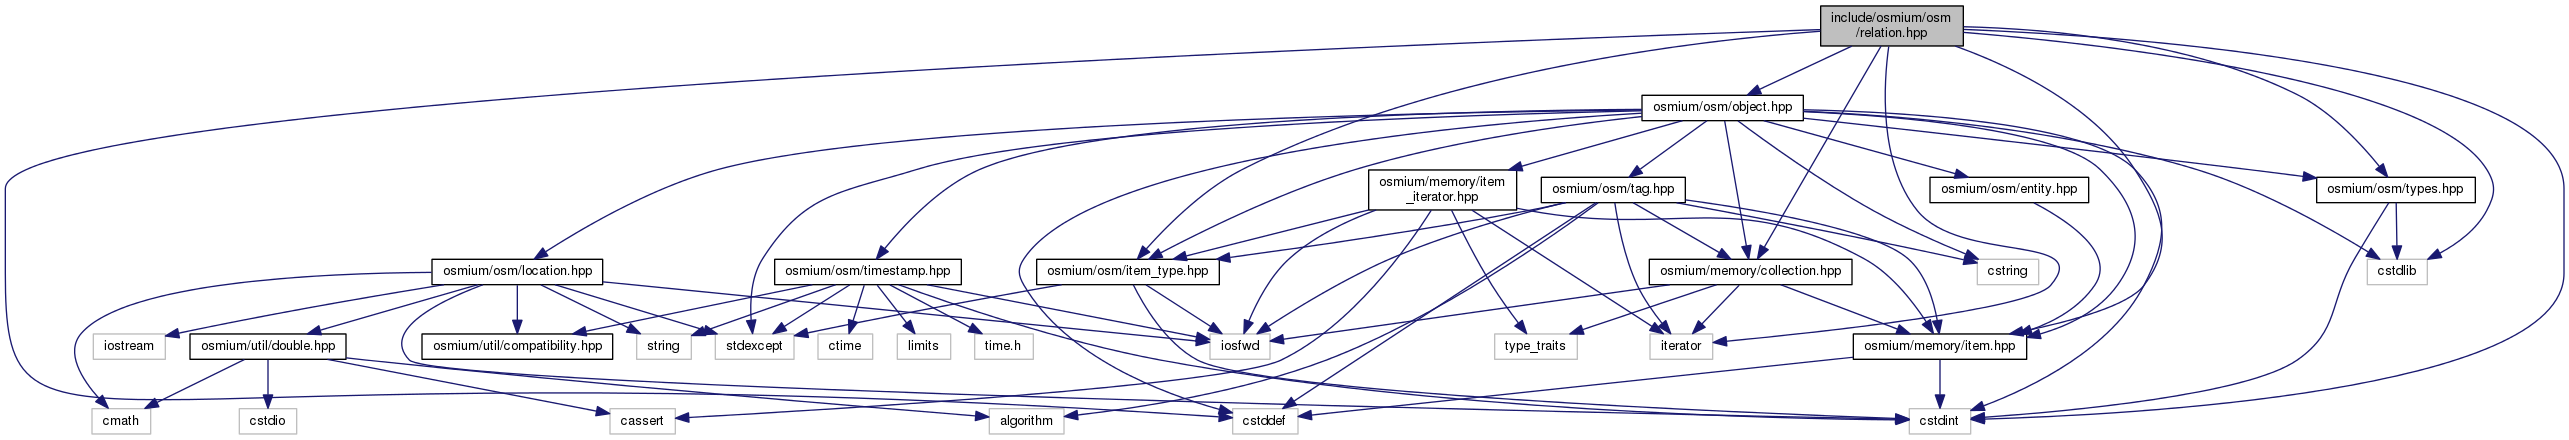 include/osmium/osm
/relation.hpp
osmium/osm/object.hpp
osmium/memory/item
_iterator.hpp
osmium/osm/tag.hpp
osmium/osm/entity.hpp
osmium/osm/types.hpp
osmium/osm/location.hpp
osmium/osm/timestamp.hpp
osmium/osm/item_type.hpp
osmium/memory/collection.hpp
cstring
cstdlib
iostream
osmium/util/double.hpp
osmium/util/compatibility.hpp
string
stdexcept
ctime
limits
time.h
iosfwd
type_traits
iterator
osmium/memory/item.hpp
cmath
cstdio
cassert
algorithm
cstddef
cstdint